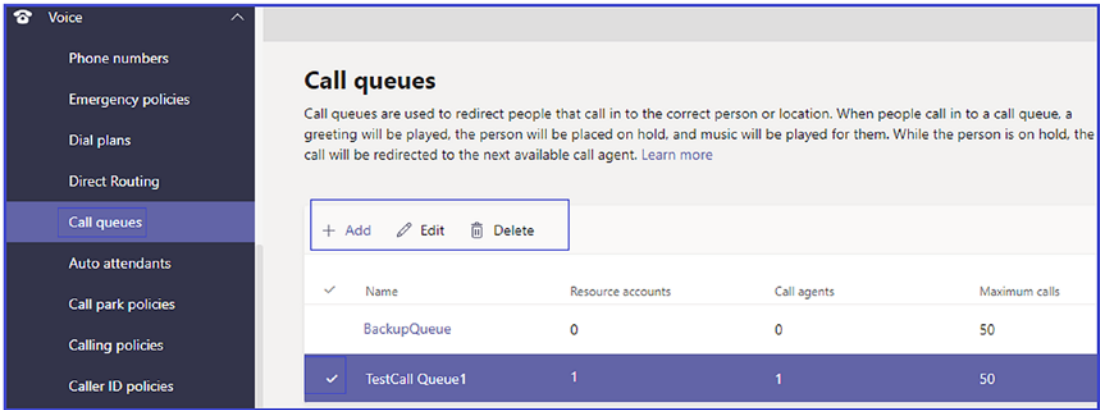 Voice
Phone numbers
Emergency policies
Dial plans
Direct Routing
Call queues
Auto attendants
Call park policies
Calling policies
Caller ID policies
Call queues
Call queues are used to redirect people that call in to the correct person or location. When people call in to a call queue, a
greeting will be played, the person will be placed on hold, and music will be played for them. While the person is on hold, the
call will be redirected to the next available call agent. Learn more
+ Add Edit Delete
Name Resource accounts Call agents Maximum calls
BackupQueue 0 0 50
TestCall Queue1 1 1 50